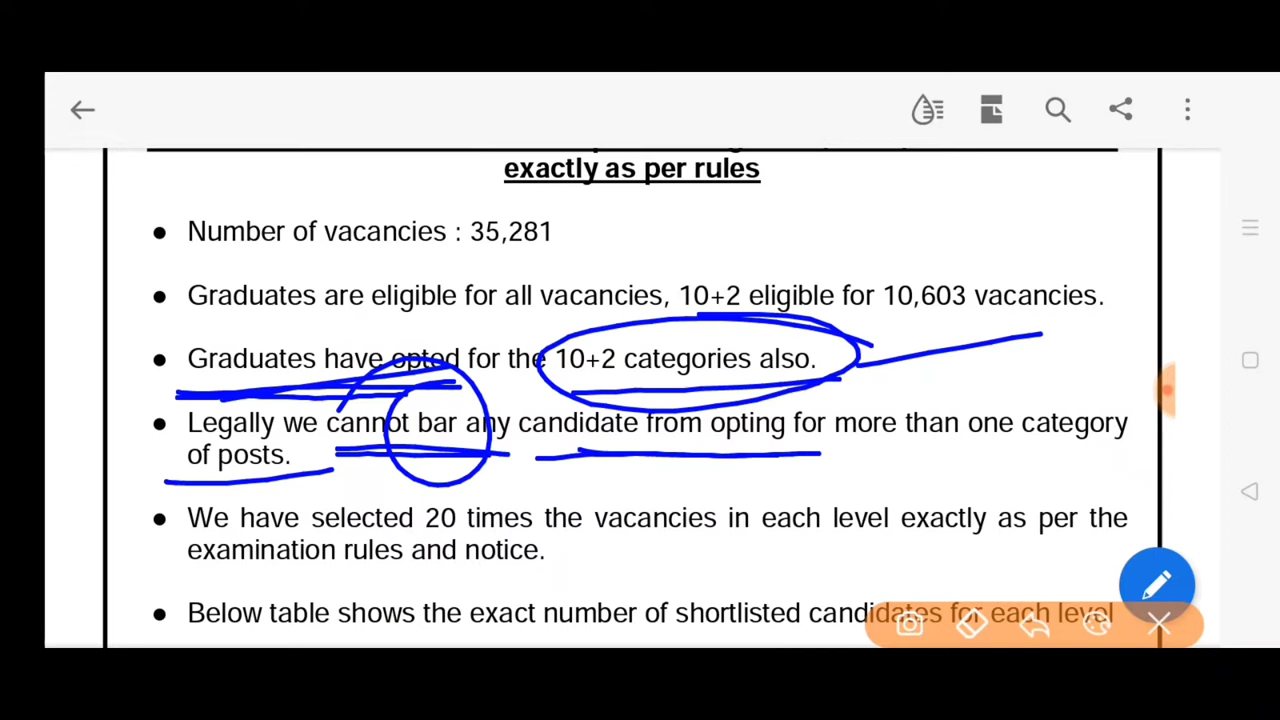 exactly as per rules
● Number of vacancies : 35,281
● Graduates are eligible for all vacancies, 10+2 eligible for 10,603 vacancies.
● Graduates have opted for the 10+2 categories also.
● Legally we cannot bar any candidate from opting for more than one category
of posts.
● We have selected 20 times the vacancies in each level exactly as per the
examination rules and notice.
● Below table shows the exact number of shortlisted candidates for each level